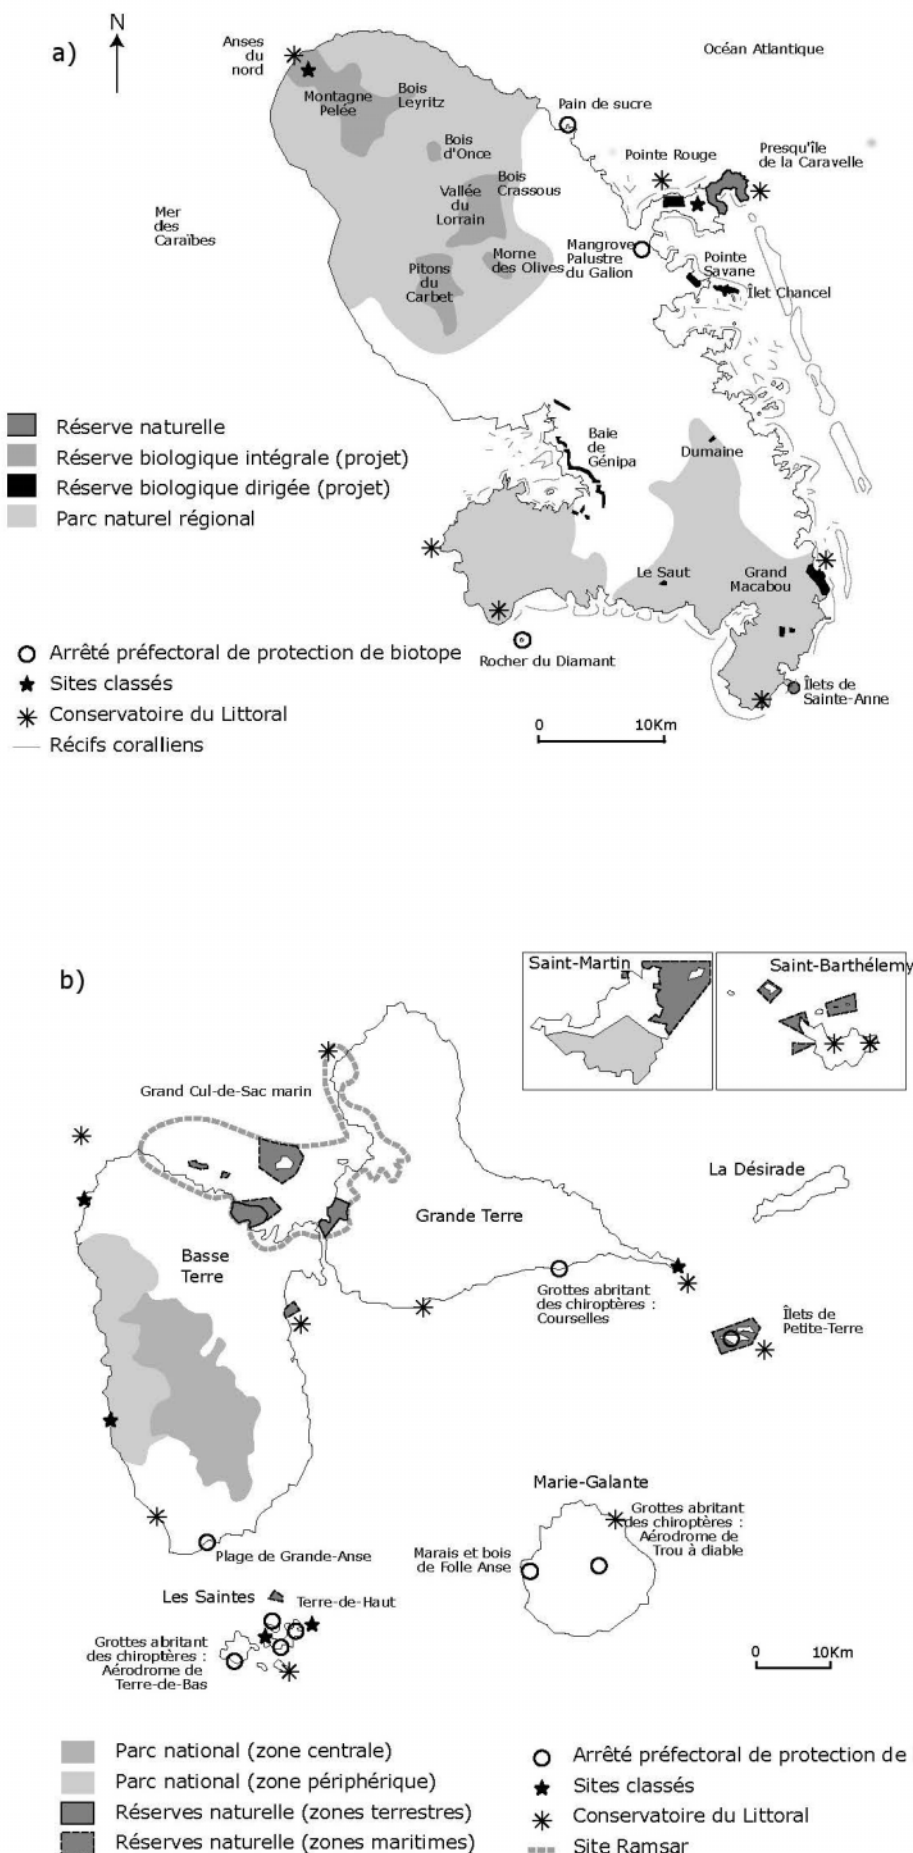 N
a)
Anses
du
nord
Océan Atlantique
Montagne
Pelée
Bois
Leyritz
Pain de sucre
Bois
d'Once
Pointe Rouge
Presqu'île
de la Caravelle
Bois
Crassous
Vallée
du
Lorrain
Mer
des
Caraïbes
Mangrove
Palustre
du Galion
Morne
des Olives
Pointe
Savane
Pitons
du
Carbet
Îlet Chancel
Réserve naturelle
Réserve biologique intégrale (projet)
Réserve biologique dirigée (projet)
Parc naturel régional
Baie
de
Génipa
Dumaine
Le Saut
Grand
Macabou
Arrêté préfectoral de protection de biotope
Sites classés
Conservatoire du Littoral
Récifs coralliens
Rocher du Diamant
Îlets de
Sainte-Anne
0 10Km
b)
Saint-Martin
Saint-Barthélemy
Grand Cul-de-Sac marin
La Désirade
Grande Terre
Basse
Terre
Grottes abritant
des chiroptères :
Courselles
Îlets de
Petite-Terre
Marie-Galante
Grottes abritant
des chiroptères :
Aérodrome de
Trou à diable
Marais et bois
de Folle Anse
Plage de Grande-Anse
Les Saintes
Terre-de-Haut
Grottes abritant
des chiroptères :
Aérodrome de
Terre-de-Bas
0 10Km
Parc national (zone centrale)
Parc national (zone périphérique)
Réserves naturelle (zones terrestres)
Réserves naturelle (zones maritimes)
Arrêté préfectoral de protection de
Sites classés
Conservatoire du Littoral
Site Ramsar